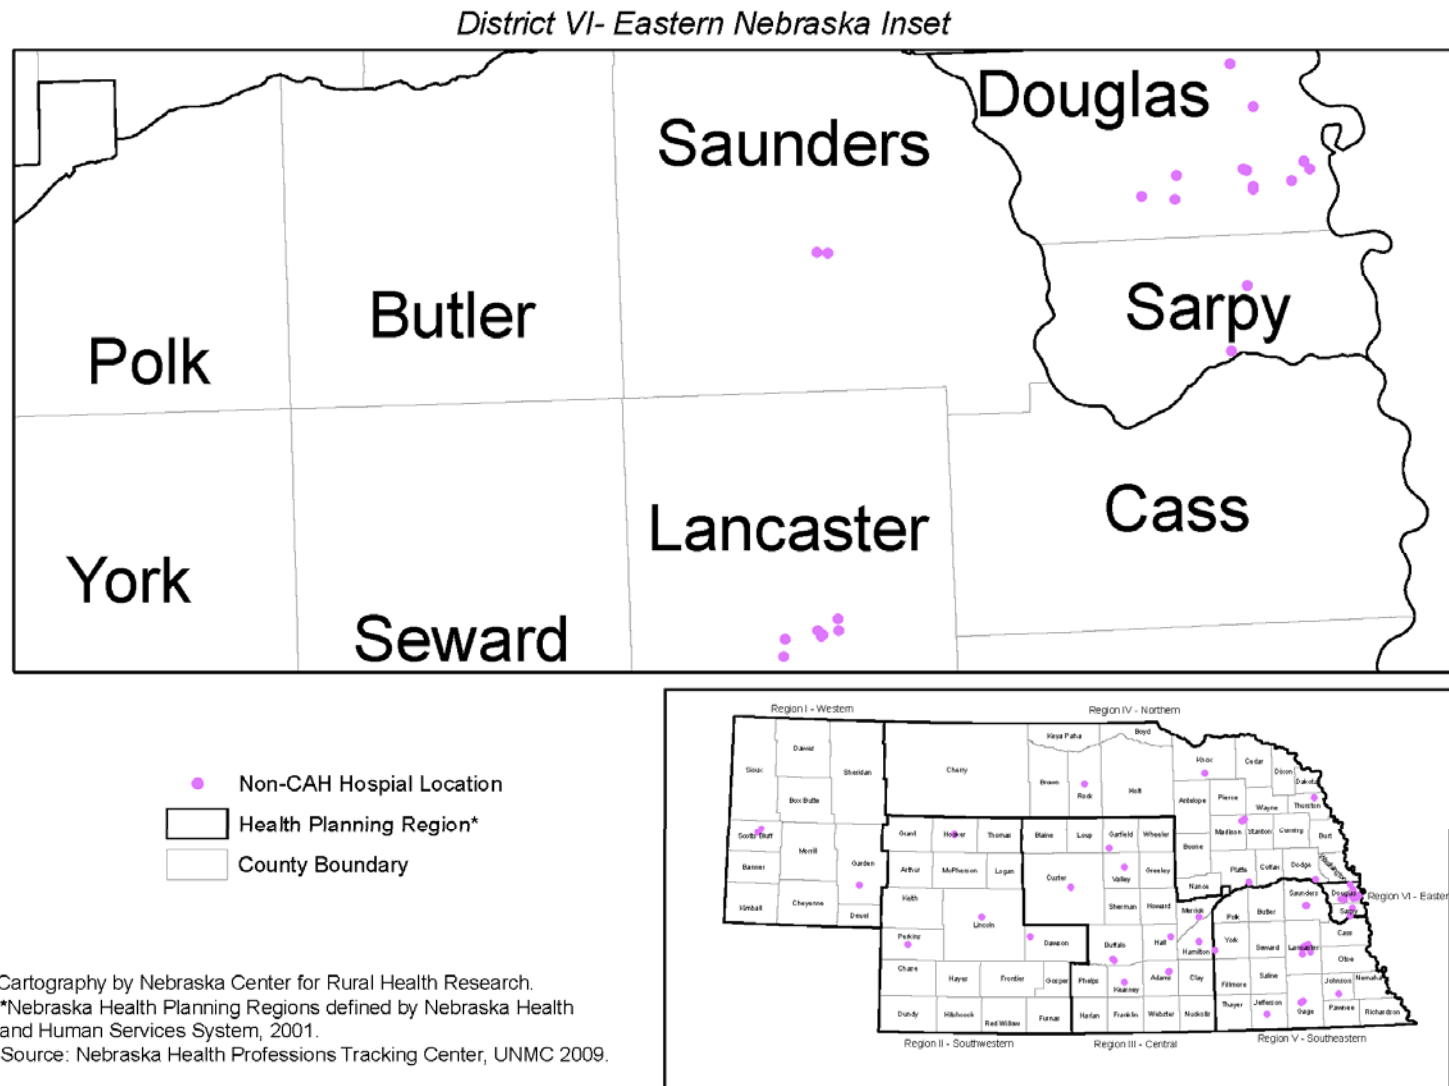 District VI- Eastern Nebraska Inset
Douglas
Saunders
Sarpy
Butler
Polk
Cass
Lancaster
York
Seward
Non-CAH Hospial Location
Health Planning Region*
County Boundary
Cartography by Nebraska Center for Rural Health Research.
*Nebraska Health Planning Regions defined by Nebraska Health
and Human Services System, 2001.
Source: Nebraska Health Professions Tracking Center, UNMC 2009.
Region I - Western
Region IV - Northern
Sioux
Dawes
Sheridan
Box Butte
Scotts Bluff
Morrill
Banner
Garden
Kimball
Cheyenne
Deuel
Cherry
Keya Paha
Boyd
Brown
Rock
Holt
Knox
Cedar
Dixon
Dakota
Antelope
Pierce
Wayne
Thurston
Madison
Stanton
Cuming
Burt
Boone
Platte
Colfax
Dodge
Washington
Nance
Grant
Hooker
Thomas
Blaine
Loup
Garfield
Wheeler
Arthur
McPherson
Logan
Custer
Valley
Greeley
Keith
Lincoln
Sherman
Howard
Merrick
Polk
Butler
Saunders
Douglas
Region VI - Eastern
Sarpy
Perkins
Dawson
Buffalo
Hall
Hamilton
York
Seward
Lancaster
Cass
Otoe
Chase
Hayes
Frontier
Gosper
Phelps
Kearney
Adams
Clay
Fillmore
Saline
Johnson
Nemaha
Dundy
Hitchcock
Red Willow
Furnas
Harlan
Franklin
Webster
Nuckolls
Thayer
Jefferson
Gage
Pawnee
Richardson
Region II - Southwestern
Region III - Central
Region V - Southeastern